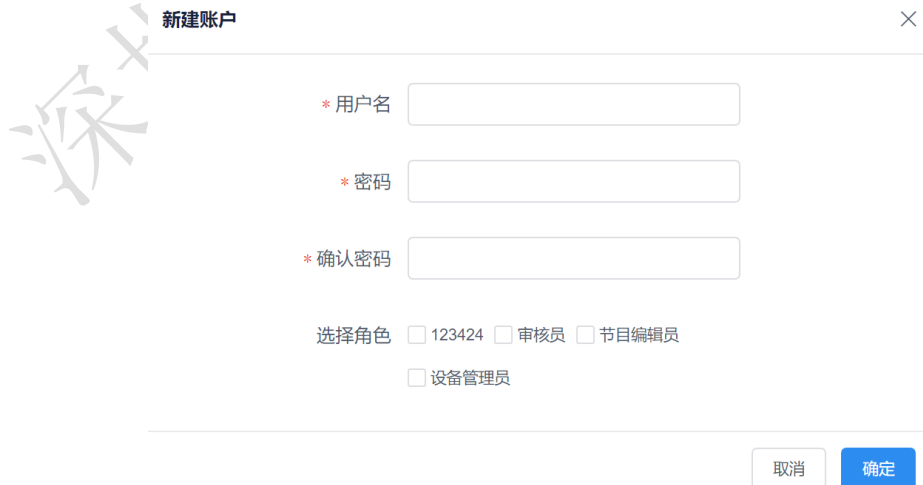 新建账户
* 用户名
* 密码
* 确认密码
选择角色 123424 审核员 节目编辑员
设备管理员
取消 确定
深